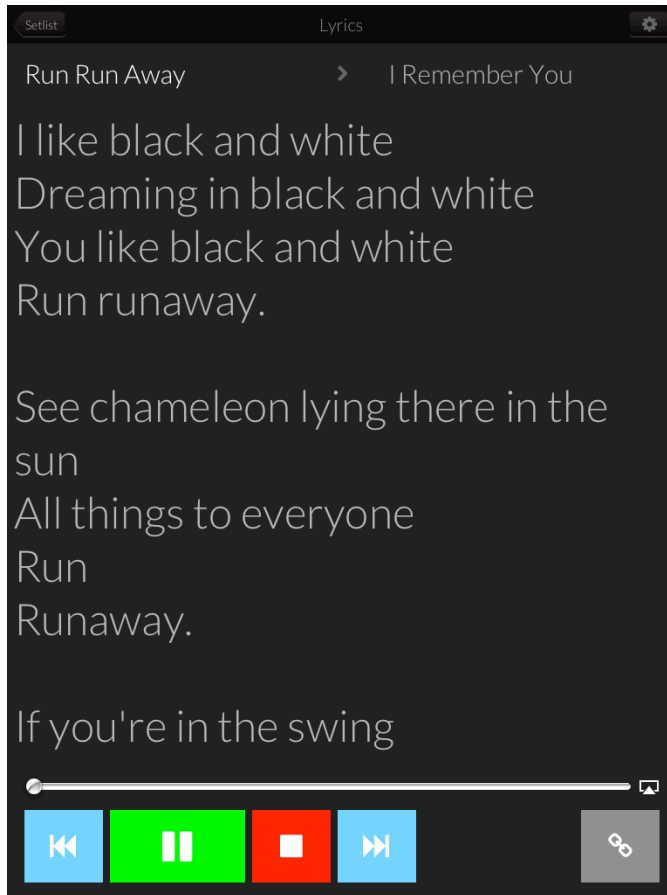 Setlist
Lyrics
Run Run Away
I Remember You
I like black and white
Dreaming in black and white
You like black and white
Run runaway.
See chameleon lying there in the
sun
All things to everyone
Run
Runaway.
If you're in the swing